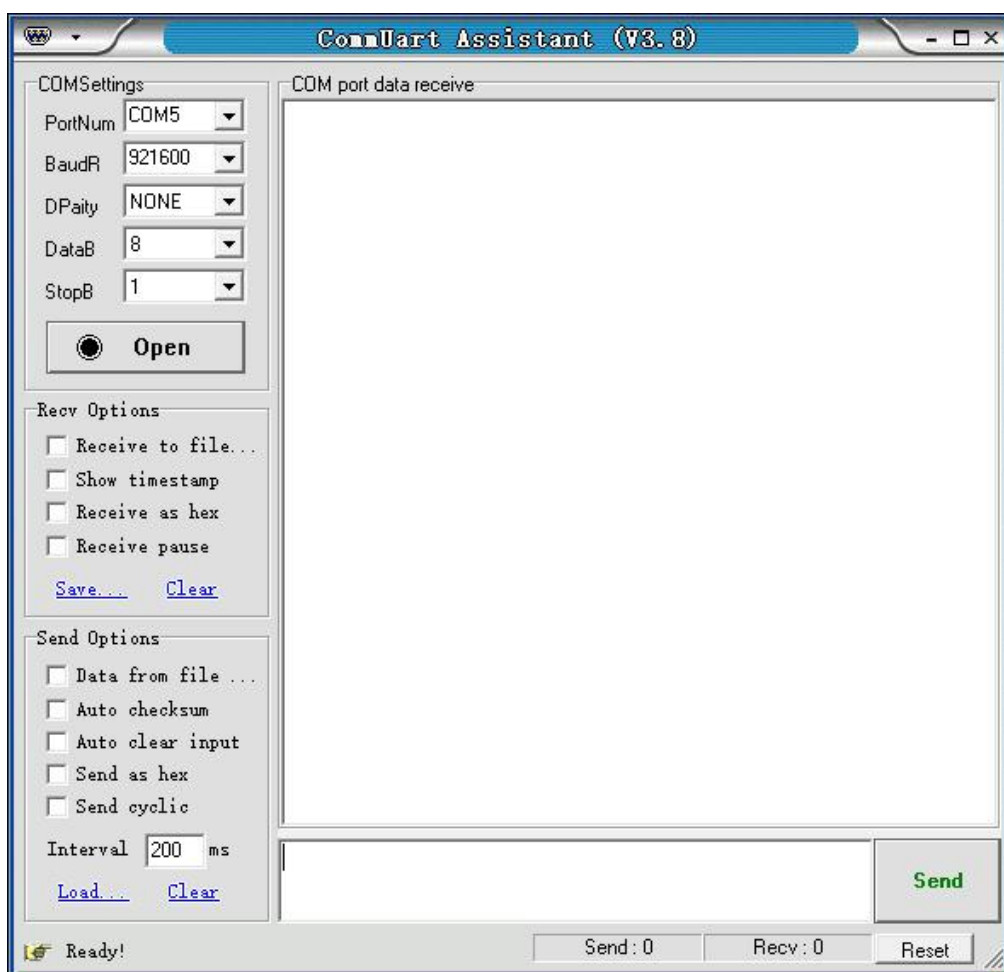 CommUart Assistant (V3.8)
COMSettings
PortNum COM5
BaudR 921600
DPaity NONE
DataB 8
StopB 1
Open
Recv Options
Receive to file...
Show timestamp
Receive as hex
Receive pause
Save... Clear
Send Options
Data from file ...
Auto checksum
Auto clear input
Send as hex
Send cyclic
Interval 200 ms
Load... Clear
COM port data receive
Send
Ready!
Send : 0
Recv : 0
Reset